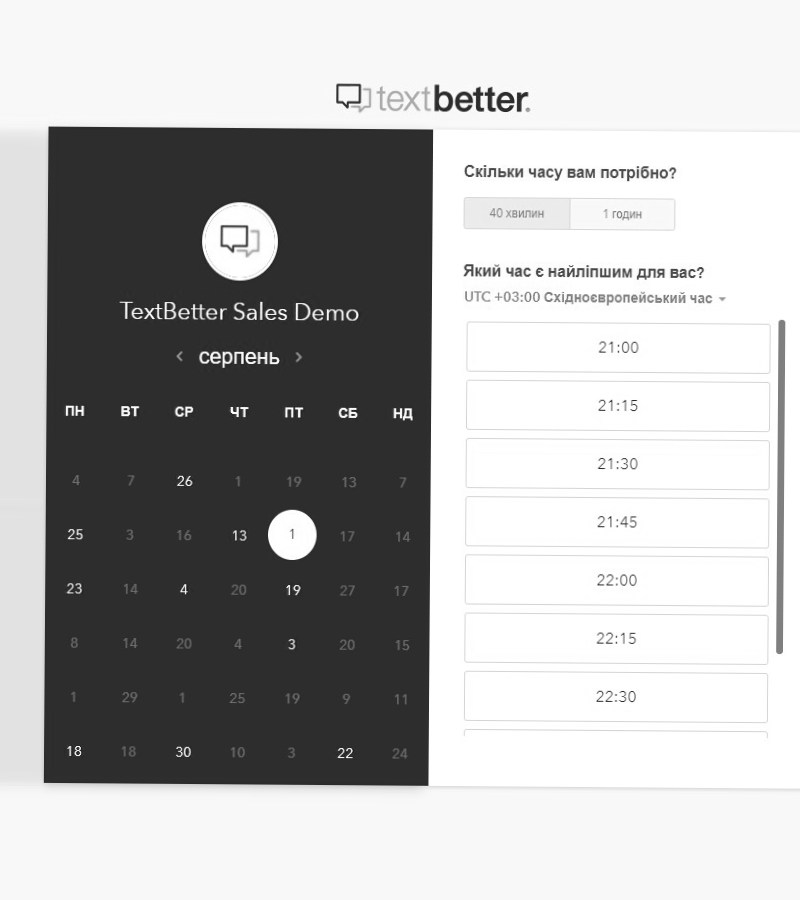 textbetter.
TextBetter Sales Demo
серпень
ПН ВТ СР ЧТ ПТ СБ НД
4 7 26 1 19 13 7
25 3 16 13 1 17 14
23 14 4 20 19 27 17
8 14 20 4 3 20 15
1 29 1 25 19 9 11
18 18 30 10 3 22 24
Скільки часу вам потрібно?
40 хвилин 1 годин
Який час є найліпшим для вас?
UTC +03:00 Східноєвропейський час
21:00
21:15
21:30
21:45
22:00
22:15
22:30